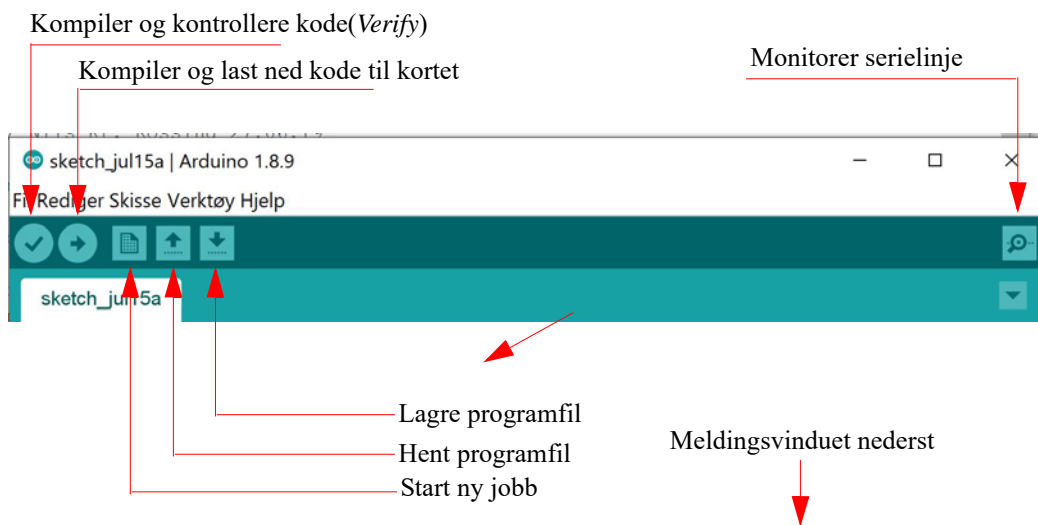 Kompiler og kontrollere kode(Verify)
Kompiler og last ned kode til kortet
Monitorer serielinje
sketch_jul15a | Arduino 1.8.9
Rediger Skisse Verktøy Hjelp
sketch_jul15a
Lagre programfil
Hent programfil
Meldingsvinduet nederst
Start ny jobb